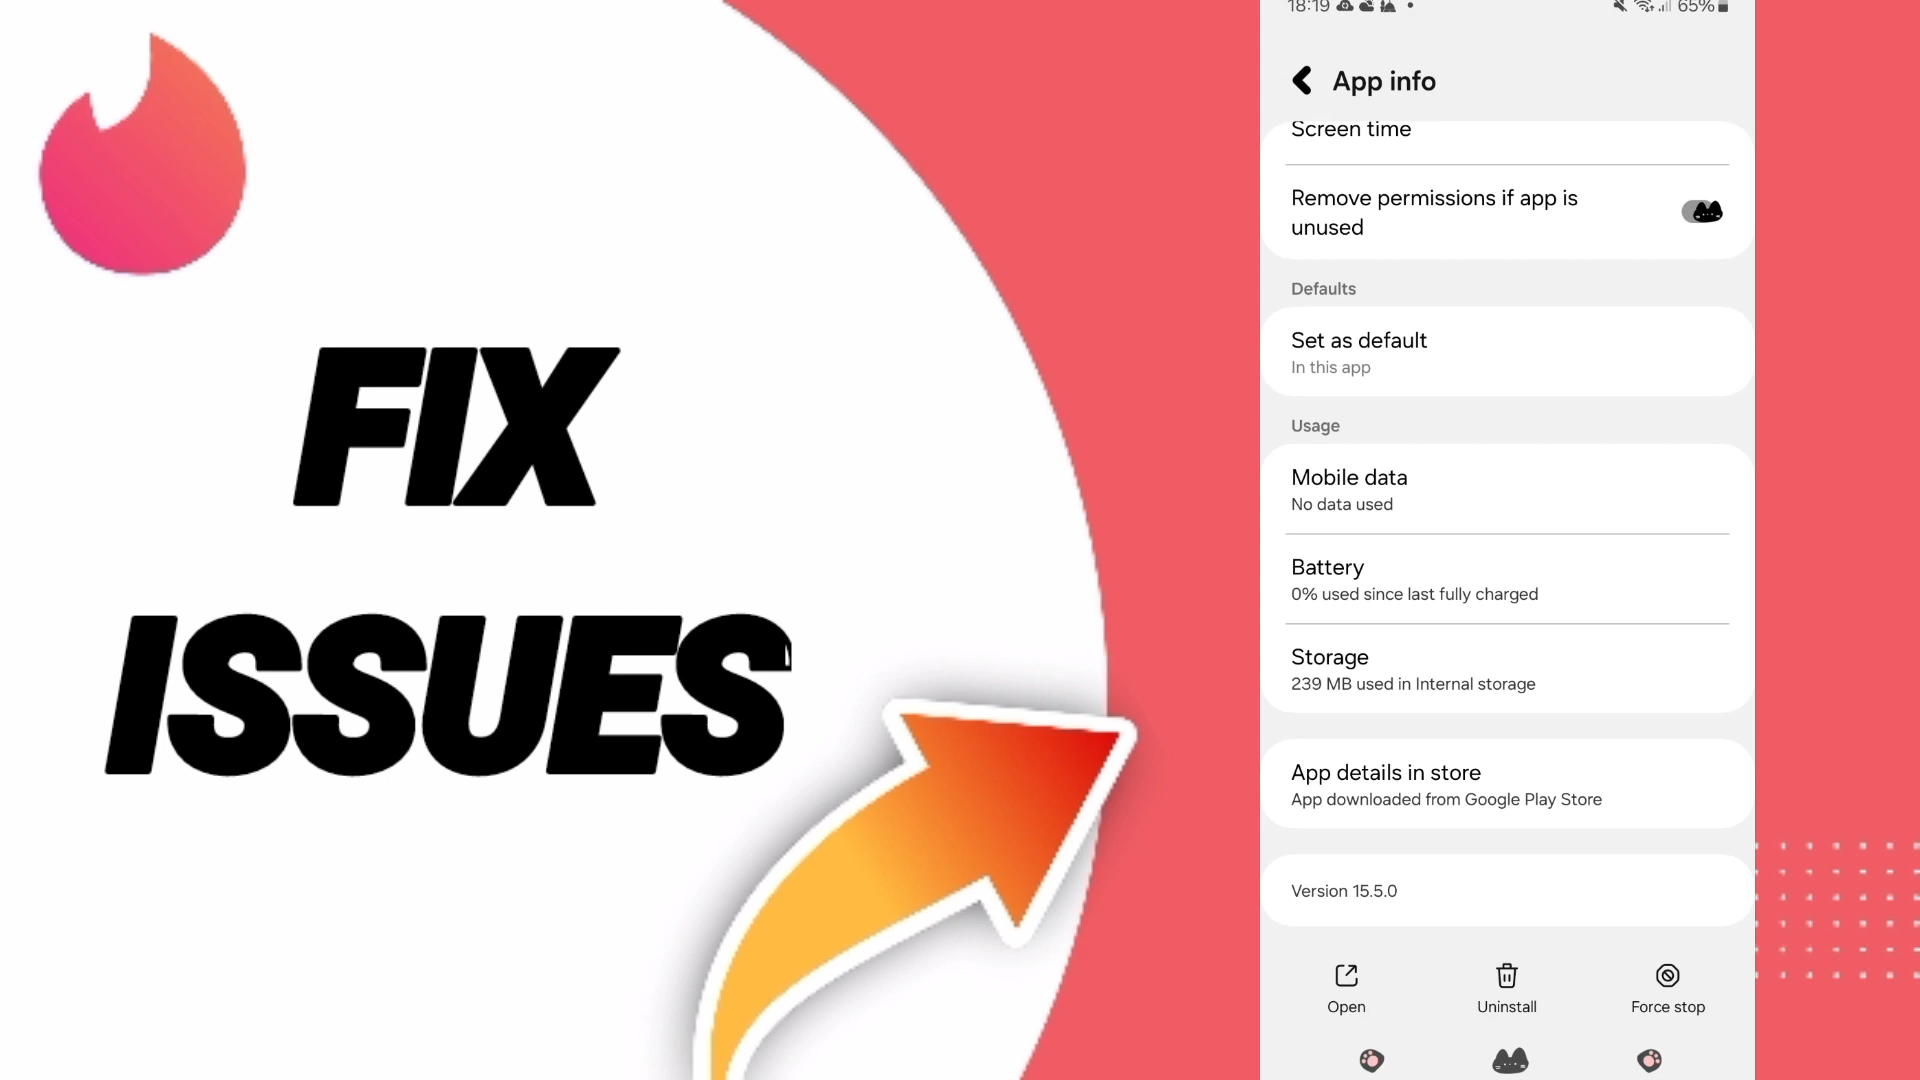 FIX
ISSUES
18:19
65%
App info
Screen time
Remove permissions if app is
unused
Defaults
Set as default
In this app
Usage
Mobile data
No data used
Battery
0% used since last fully charged
Storage
239 MB used in Internal storage
App details in store
App downloaded from Google Play Store
Version 15.5.0
Open
Uninstall
Force stop